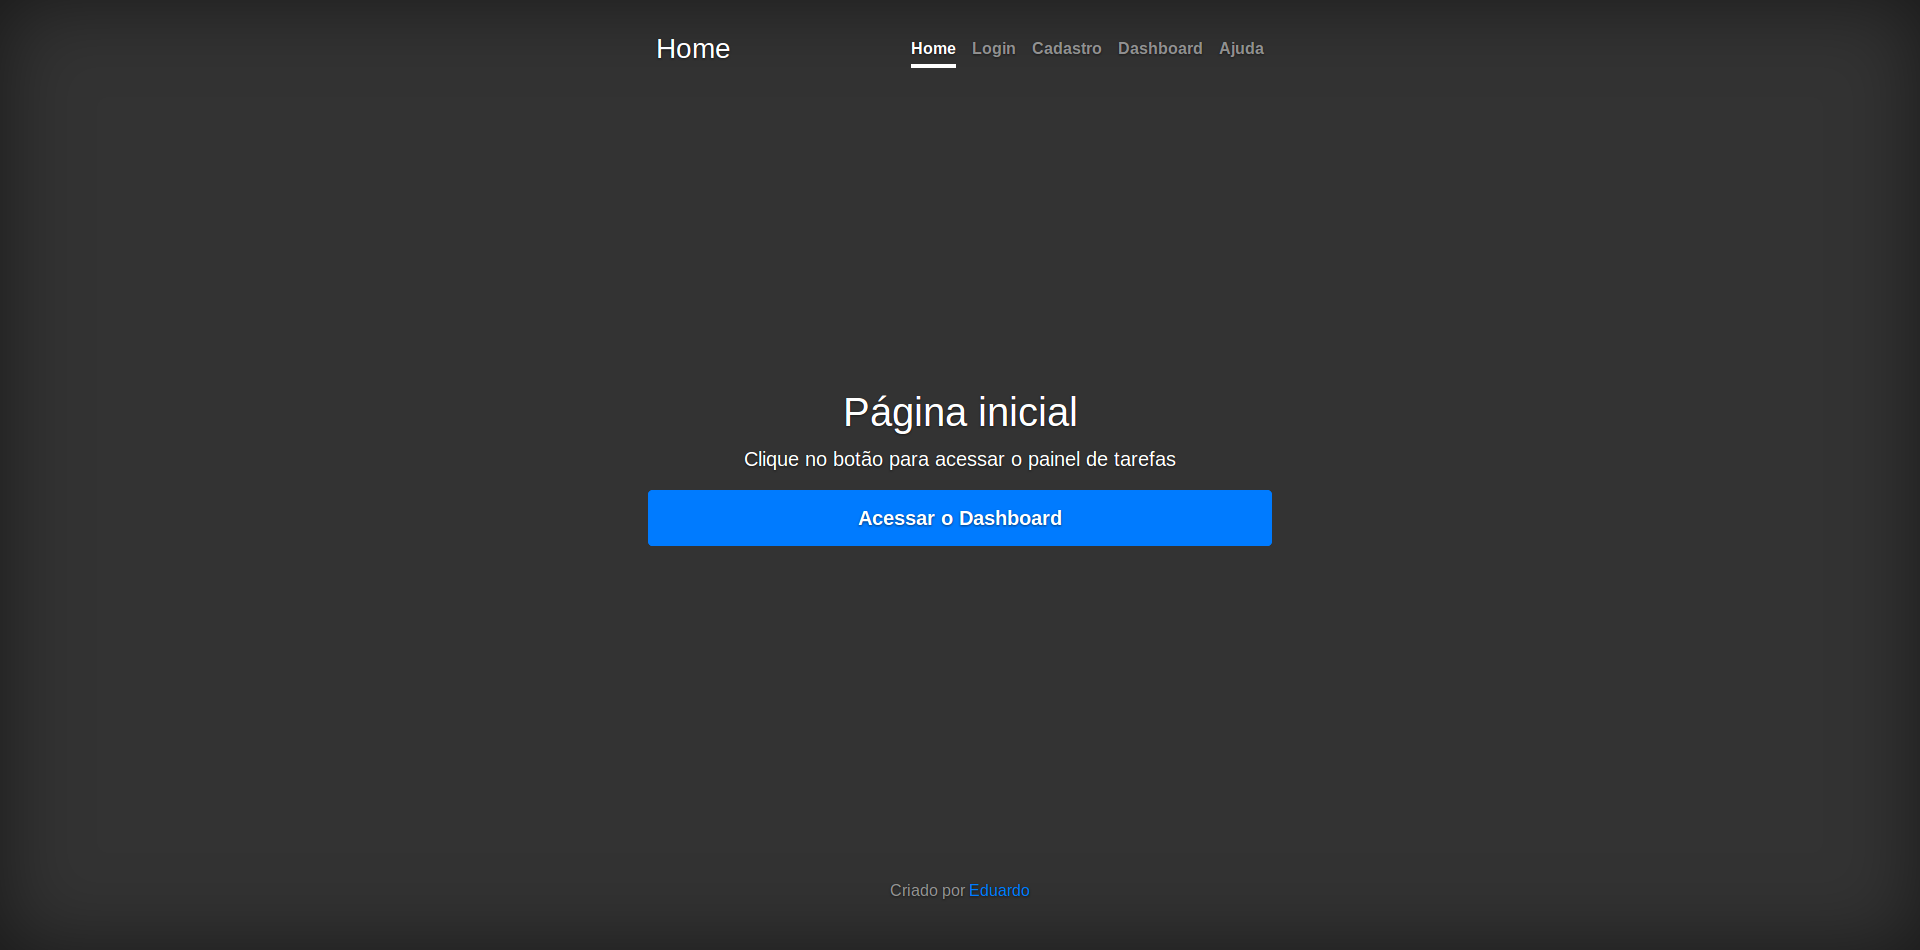 Home
Home Login Cadastro Dashboard Ajuda
Página inicial
Clique no botão para acessar o painel de tarefas
Acessar o Dashboard
Criado por Eduardo